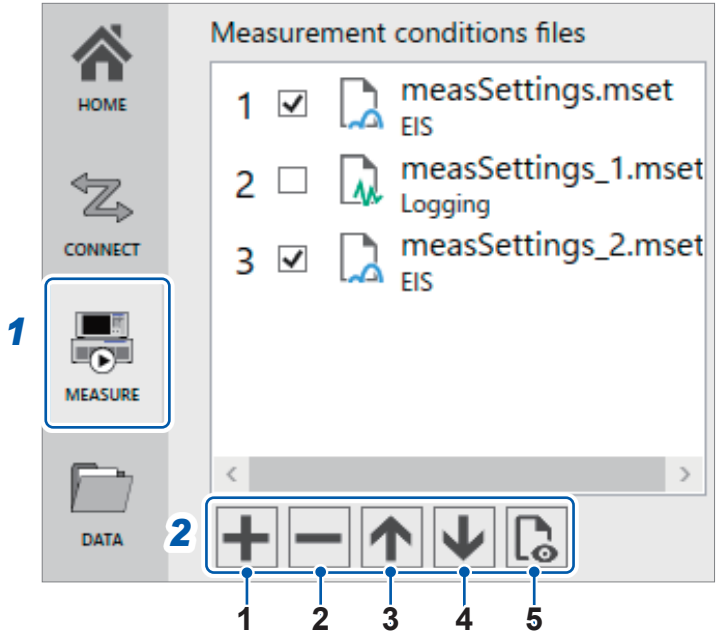 Measurement conditions files
HOME
1 measSettings.mset
EIS
2 measSettings_1.mset
Logging
CONNECT
3 measSettings_2.mset
EIS
1
MEASURE
DATA
2
1 2 3 4 5